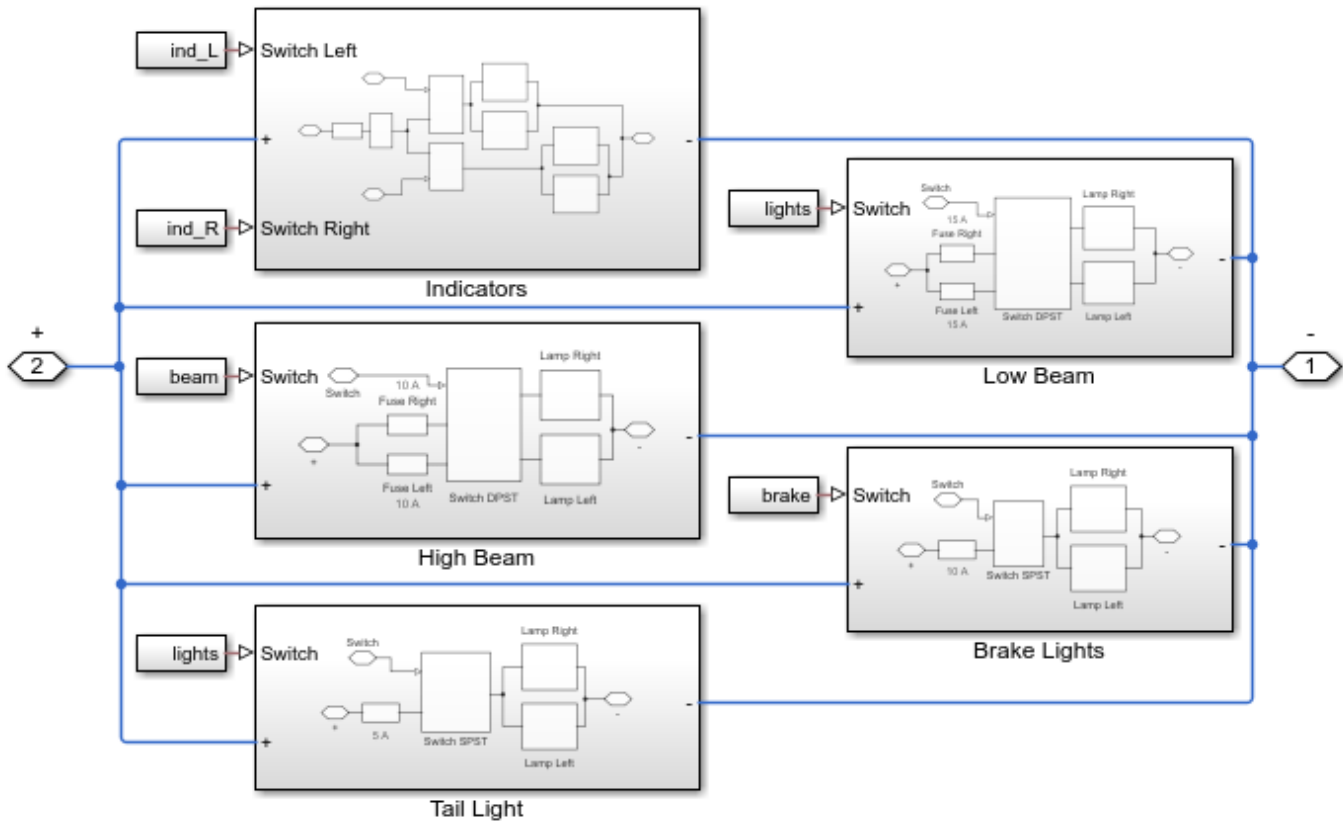 ind_L
Switch Left
+
-
ind_R
Switch Right
Indicators
lights
Switch
Switch
15 A
Fuse Right
Lamp Right
+
-
Fuse Left
15 A
Switch DPST
Lamp Left
+
-
Low Beam
+
2
-
1
beam
Switch
Switch
10 A
Fuse Right
Lamp Right
+
-
Fuse Left
10 A
Switch DPST
Lamp Left
+
-
High Beam
brake
Switch
Switch
Lamp Right
+
-
10 A
Switch SPST
Lamp Left
+
-
Brake Lights
lights
Switch
Switch
Lamp Right
+
-
5 A
Switch SPST
Lamp Left
+
-
Tail Light